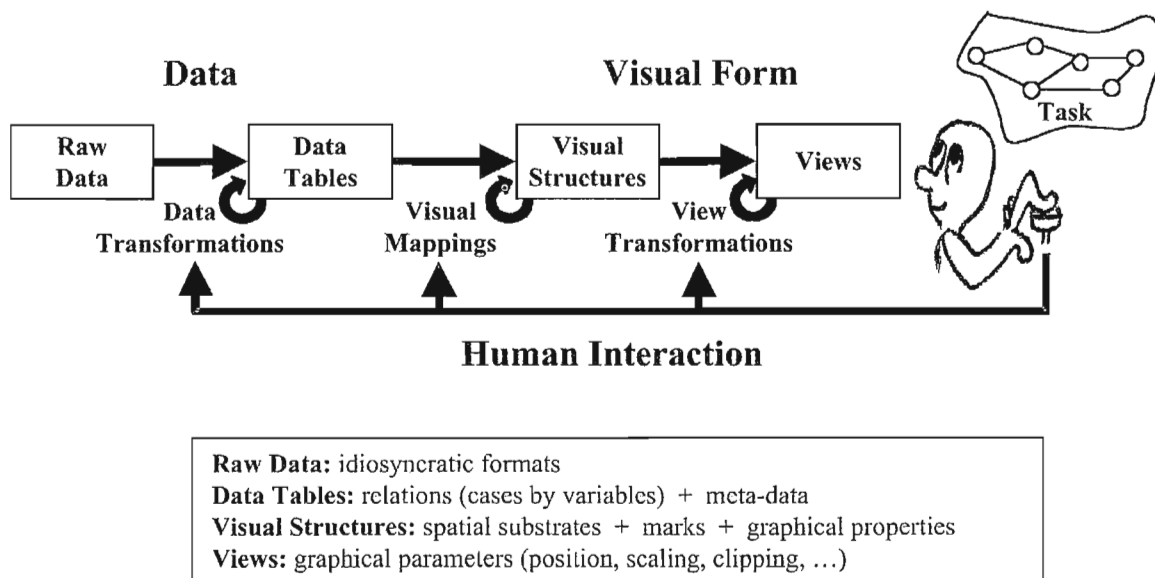 Data
Visual Form
Task
Raw
Data
Data
Tables
Visual
Structures
Views
Data
Transformations
Visual
Mappings
View
Transformations
Human Interaction
Raw Data: idiosyncratic formats
Data Tables: relations (cases by variables) + meta-data
Visual Structures: spatial substrates + marks + graphical properties
Views: graphical parameters (position, scaling, clipping, …)